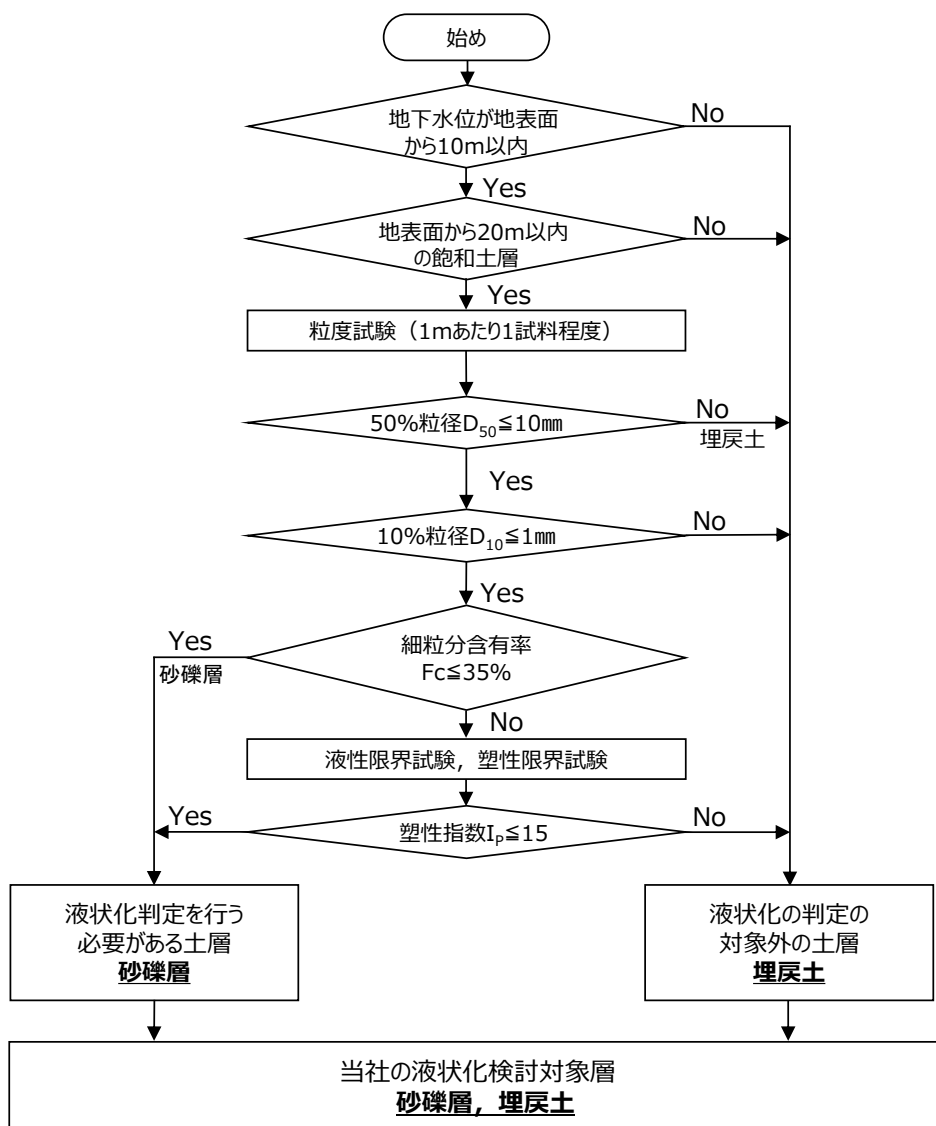 始め
地下水位が地表面
から10m以内
No
Yes
地表面から20m以内
の飽和土層
No
Yes
粒度試験（1mあたり1試料程度）
50%粒径D50≦10㎜
No
埋戻土
Yes
10%粒径D10≦1㎜
No
Yes
細粒分含有率
Fc≦35%
Yes
砂礫層
No
液性限界試験，塑性限界試験
塑性指数IP≦15
Yes
No
液状化判定を行う
必要がある土層
砂礫層
液状化の判定の
対象外の土層
埋戻土
当社の液状化検討対象層
砂礫層，埋戻土